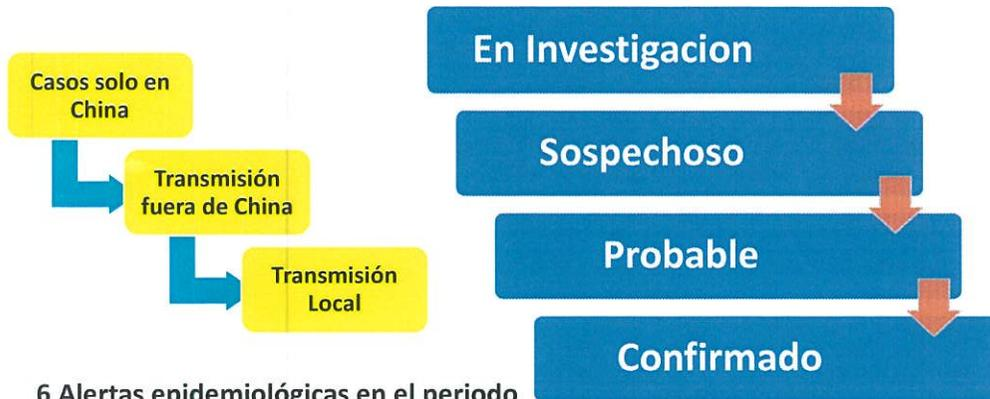 Casos solo en
China
Transmisión
fuera de China
Transmisión
Local
En Investigacion
Sospechoso
Probable
Confirmado
6 Alertas epidemiológicas en el periodo